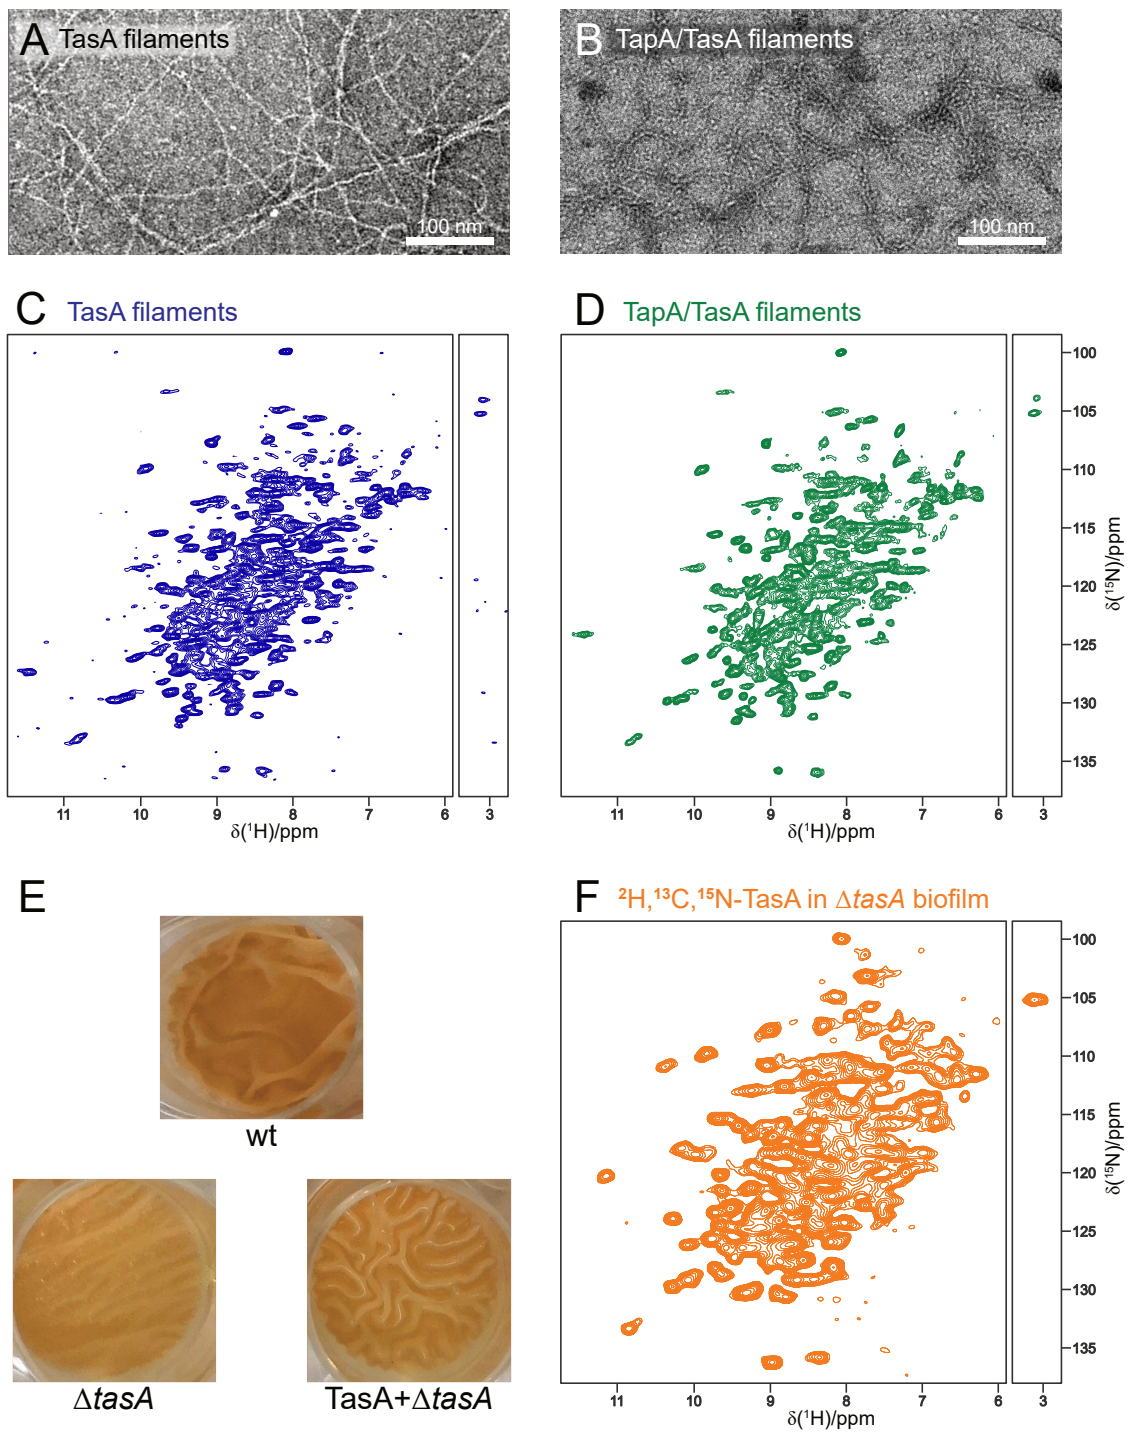 A TasA filaments
B TapA/TasA filaments
100 nm
100 nm
C TasA filaments
D TapA/TasA filaments
100
105
110
115
120
125
130
135
δ(¹⁵N)/ppm
11 10 9 8 7 6 3
δ(¹H)/ppm
11 10 9 8 7 6 3
δ(¹H)/ppm
E
wt
ΔtasA
TasA+ΔtasA
F ²H,¹³C,¹⁵N-TasA in ΔtasA biofilm
100
105
110
115
120
125
130
135
δ(¹⁵N)/ppm
11 10 9 8 7 6 3
δ(¹H)/ppm